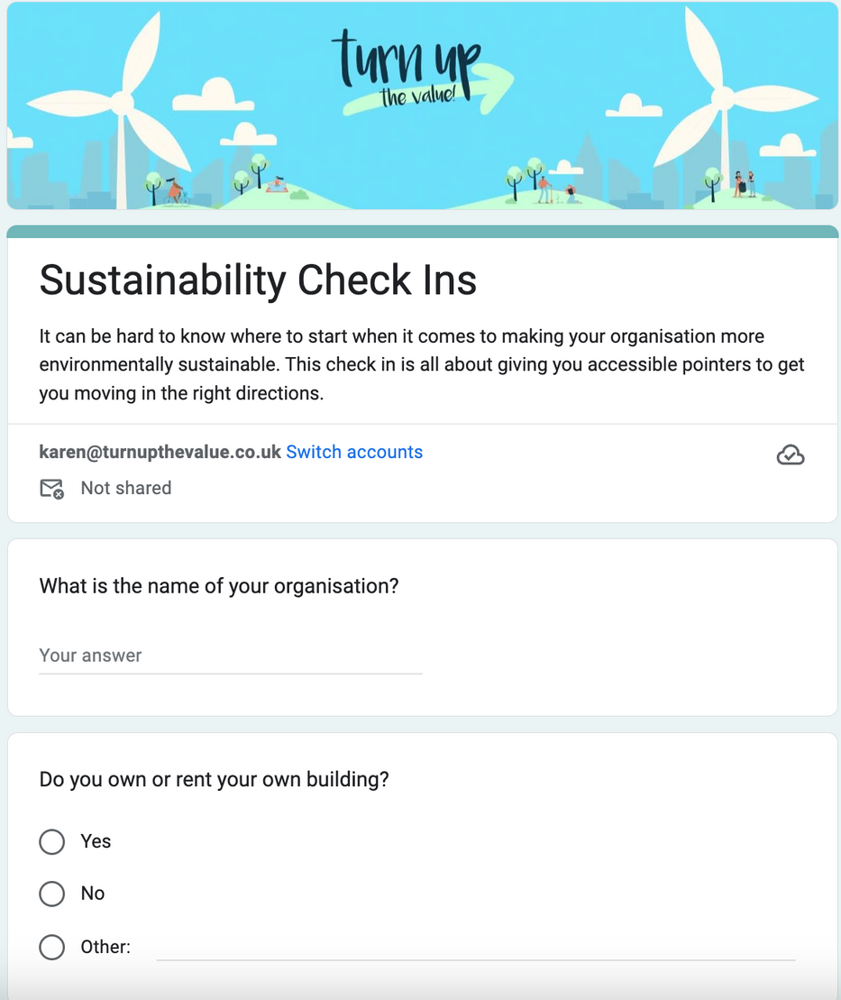 turn up
the value!
Sustainability Check Ins
It can be hard to know where to start when it comes to making your organisation more
environmentally sustainable. This check in is all about giving you accessible pointers to get
you moving in the right directions.
karen@turnupthevalue.co.uk Switch accounts
Not shared
What is the name of your organisation?
Your answer
Do you own or rent your own building?
Yes
No
Other: